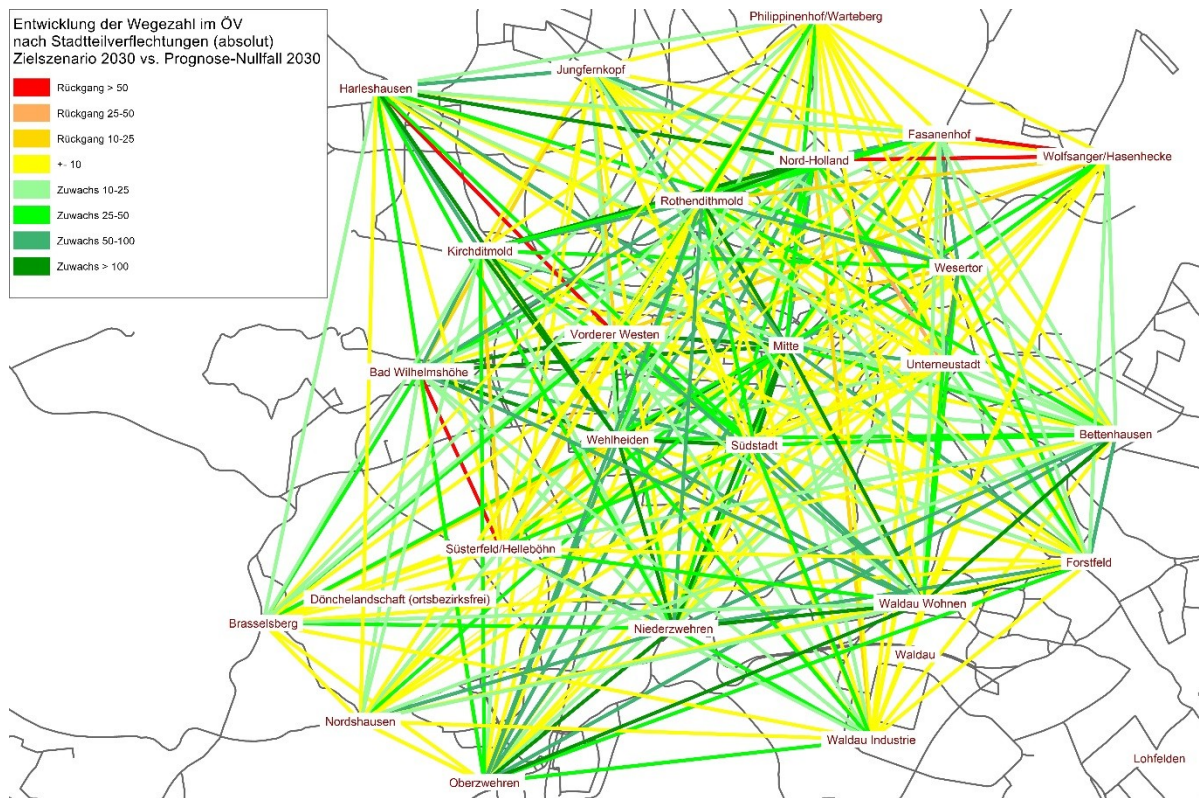 Entwicklung der Wegezahl im ÖV
nach Stadtteilverflechtungen (absolut)
Zielszenario 2030 vs. Prognose-Nullfall 2030
Rückgang > 50
Rückgang 25-50
Rückgang 10-25
+- 10
Zuwachs 10-25
Zuwachs 25-50
Zuwachs 50-100
Zuwachs > 100
Philippinenhof/Warteberg
Jungfernkopf
Harleshausen
Fasanenhof
Nord-Holland
Wolfsanger/Hasenhecke
Rothendithmold
Kirchditmold
Wesertor
Vorderer Westen
Mitte
Unterneustadt
Bad Wilhelmshöhe
Wehlheiden
Südstadt
Bettenhausen
Süsterfeld/Helleböhn
Forstfeld
Dönchelandschaft (ortsbezirksfrei)
Waldau Wohnen
Brasselsberg
Niederzwehren
Waldau
Nordshausen
Waldau Industrie
Lohfelden
Oberzwehren